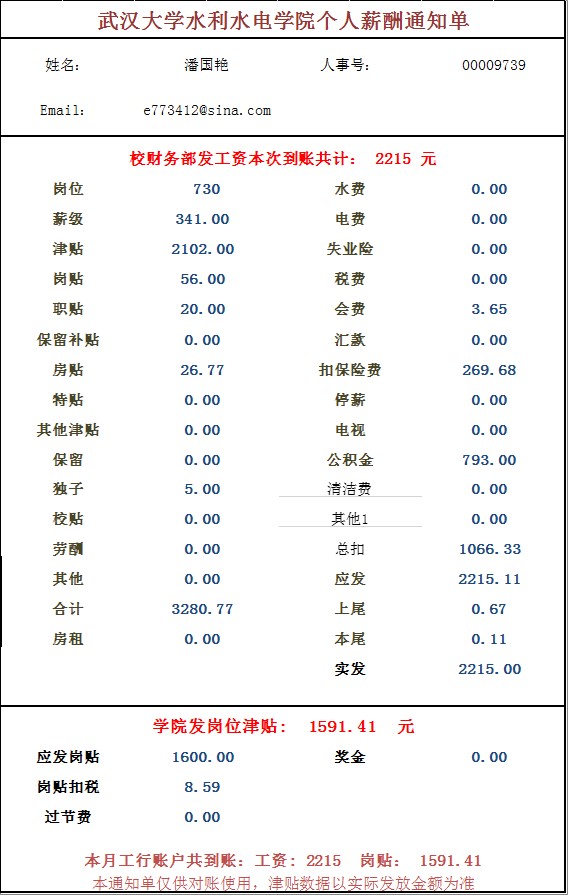 武汉大学水利水电学院个人薪酬通知单
姓名: 潘国艳 人事号: 00009739
Email: e773412@sina.com
校财务部发工资本次到账共计: 2215 元
岗位 730 水费 0.00
薪级 341.00 电费 0.00
津贴 2102.00 失业险 0.00
岗贴 56.00 税费 0.00
职贴 20.00 会费 3.65
保留补贴 0.00 汇款 0.00
房贴 26.77 扣保险费 269.68
特贴 0.00 停薪 0.00
其他津贴 0.00 电视 0.00
保留 0.00 公积金 793.00
独子 5.00 清洁费 0.00
校贴 0.00 其他1 0.00
劳酬 0.00 总扣 1066.33
其他 0.00 应发 2215.11
合计 3280.77 上尾 0.67
房租 0.00 本尾 0.11
实发 2215.00
学院发岗位津贴: 1591.41 元
应发岗贴 1600.00 奖金 0.00
岗贴扣税 8.59
过节费 0.00
本月工行账户共到账:工资: 2215 岗贴: 1591.41
本通知单仅供对账使用，津贴数据以实际发放金额为准